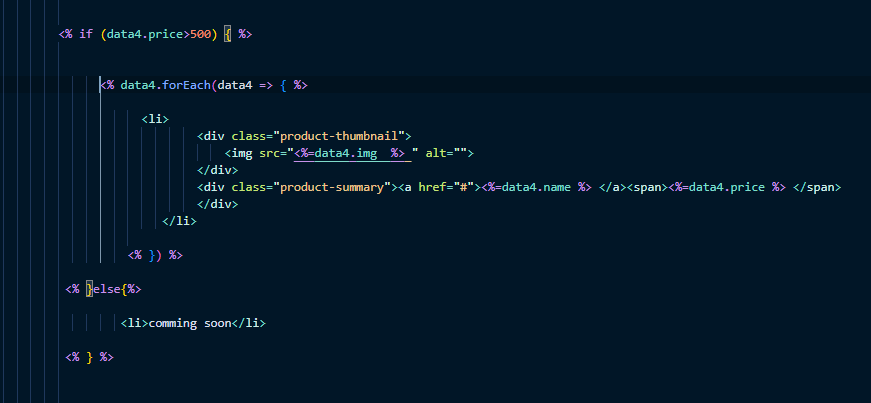 <% if (data4.price>500) { %>
<% data4.forEach(data4 => { %>
<li>
<div class="product-thumbnail">
<img src="<%=data4.img  %> " alt="">
</div>
<div class="product-summary"><a href="#"><%=data4.name %> </a><span><%=data4.price %> </span>
</div>
</li>
<% }) %>
<% }else{%>
<li>comming soon</li>
<% } %>